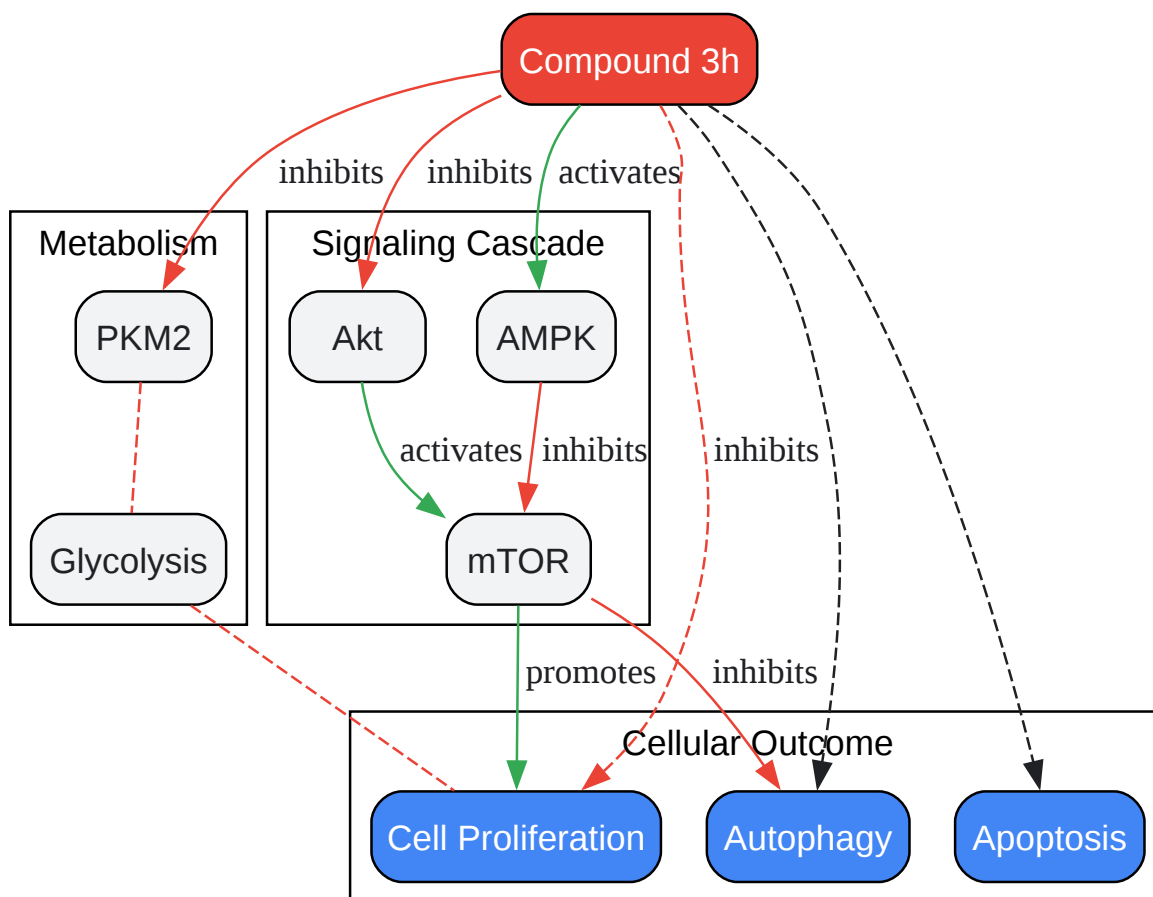 Compound 3h
inhibits
inhibits
activates
Metabolism
Signaling Cascade
PKM2
Akt
AMPK
activates
inhibits
inhibits
Glycolysis
mTOR
promotes
inhibits
Cellular Outcome
Cell Proliferation
Autophagy
Apoptosis